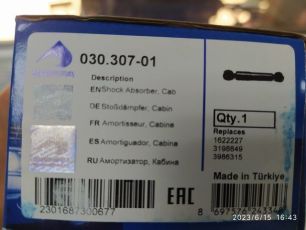 030.307-01
Description
EN Shock Absorber, Cab
DE Stoßdämpfer, Cabin
FR Amortisseur, Cabine
ES Amortiguador, Cabina
RU Амортизатор, Кабина
Qty.1
Replaces
1622227
3198849
3986315
Made in Türkiye
EAC
2301687300677
2023/6/15 16:43